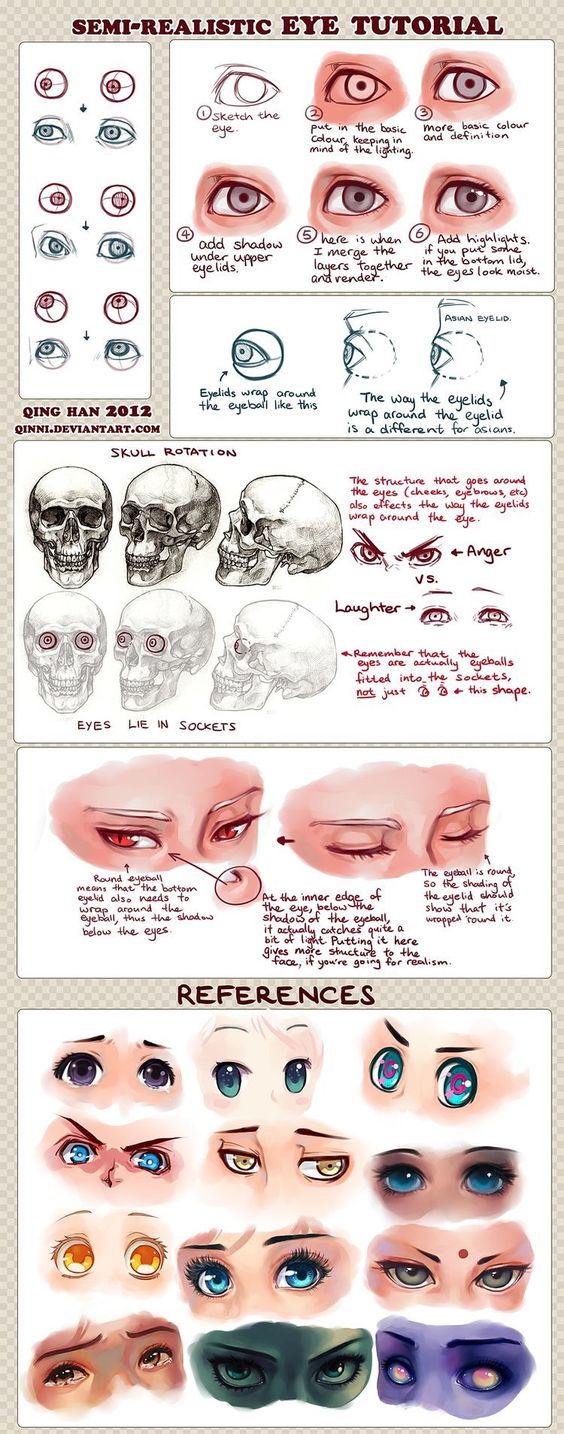 SEMI-REALISTIC EYE TUTORIAL
① Sketch the
eye.
②
put in the basic
colour, keeping in
mind of the lighting.
③
more basic colour
and definition
④
add shadow
under upper
eyelids.
⑤ here is when
I merge the
layers together
and render.
⑥ Add highlights.
if you put some
in the bottom lid,
the eyes look moist.
QING HAN 2012
QINNI.DEVIANTART.COM
Eyelids wrap around
the eyeball like this
ASIAN EYELID.
The way the eyelids
wrap around the eyelid
is a different for asians.
SKULL ROTATION
The structure that goes around
the eyes (cheeks, eyebrows, etc)
also effects the way the eyelids
wrap around the eye.
← Anger
VS.
Laughter →
Remember that the
eyes are actually eyeballs
fitted into the sockets,
not just ← this shape.
EYES LIE IN SOCKETS
Round eyeball
means that the bottom
eyelid also needs to
wrap around the
eyeball, thus the shadow
below the eyes.
At the inner edge of
the eye, below the
shadow of the eyeball,
it actually catches quite a
bit of light. Putting it here
gives more stucture to the
face, if you're going for realism.
The eyeball is round,
So the shading of
the eyelid should
show that it's
wrapped 'round it.
REFERENCES